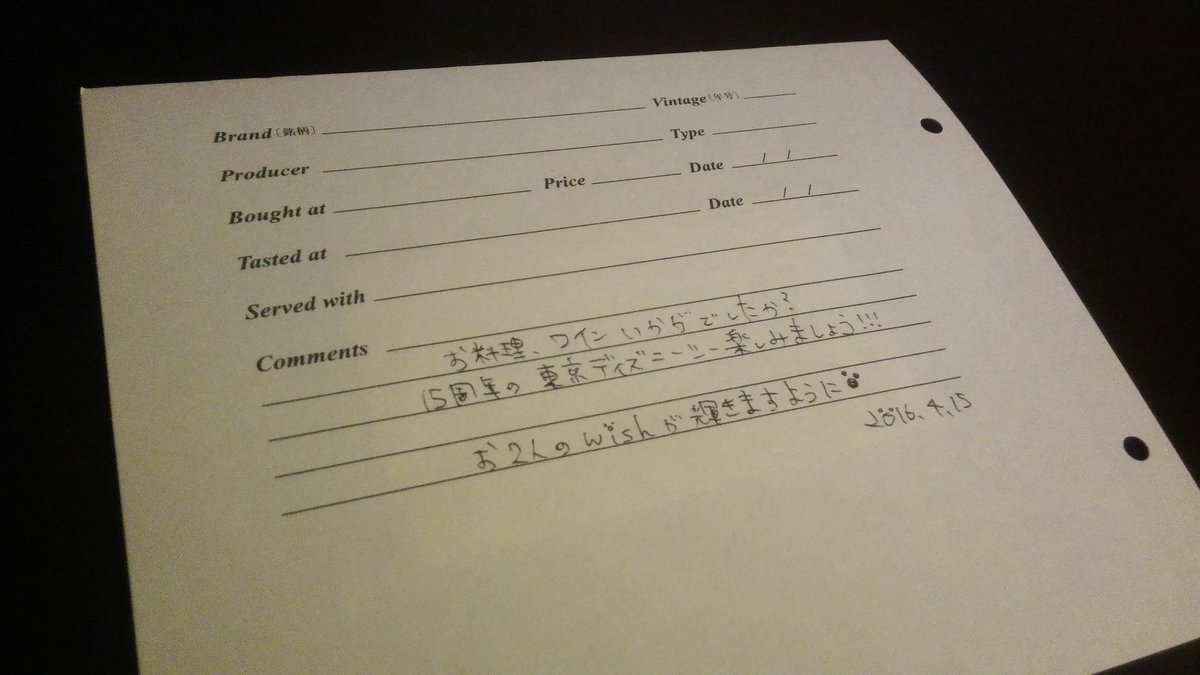 Brand〔銘柄〕 Vintage〔年号〕
Producer Type
Bought at Price Date / /
Tasted at Date / /
Served with
Comments お料理、ワイン いかがでしたか?
15周年の 東京ディズニーシー楽しみましょう!!!
お2人の wishが輝きますように
2016.4.15